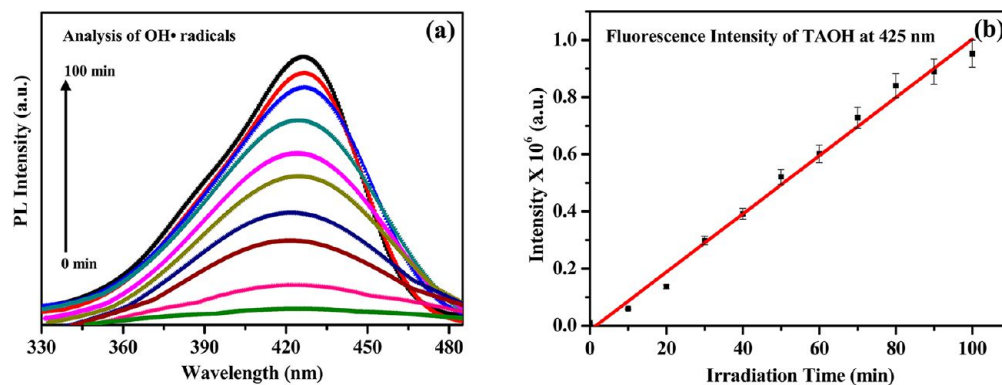 (a)
Analysis of OH• radicals
100 min
0 min
PL Intensity (a.u.)
330 360 390 420 450 480
Wavelength (nm)
(b)
Fluorescence Intensity of TAOH at 425 nm
Intensity X 10⁶ (a.u.)
1.0
0.8
0.6
0.4
0.2
0.0
0 20 40 60 80 100
Irradiation Time (min)